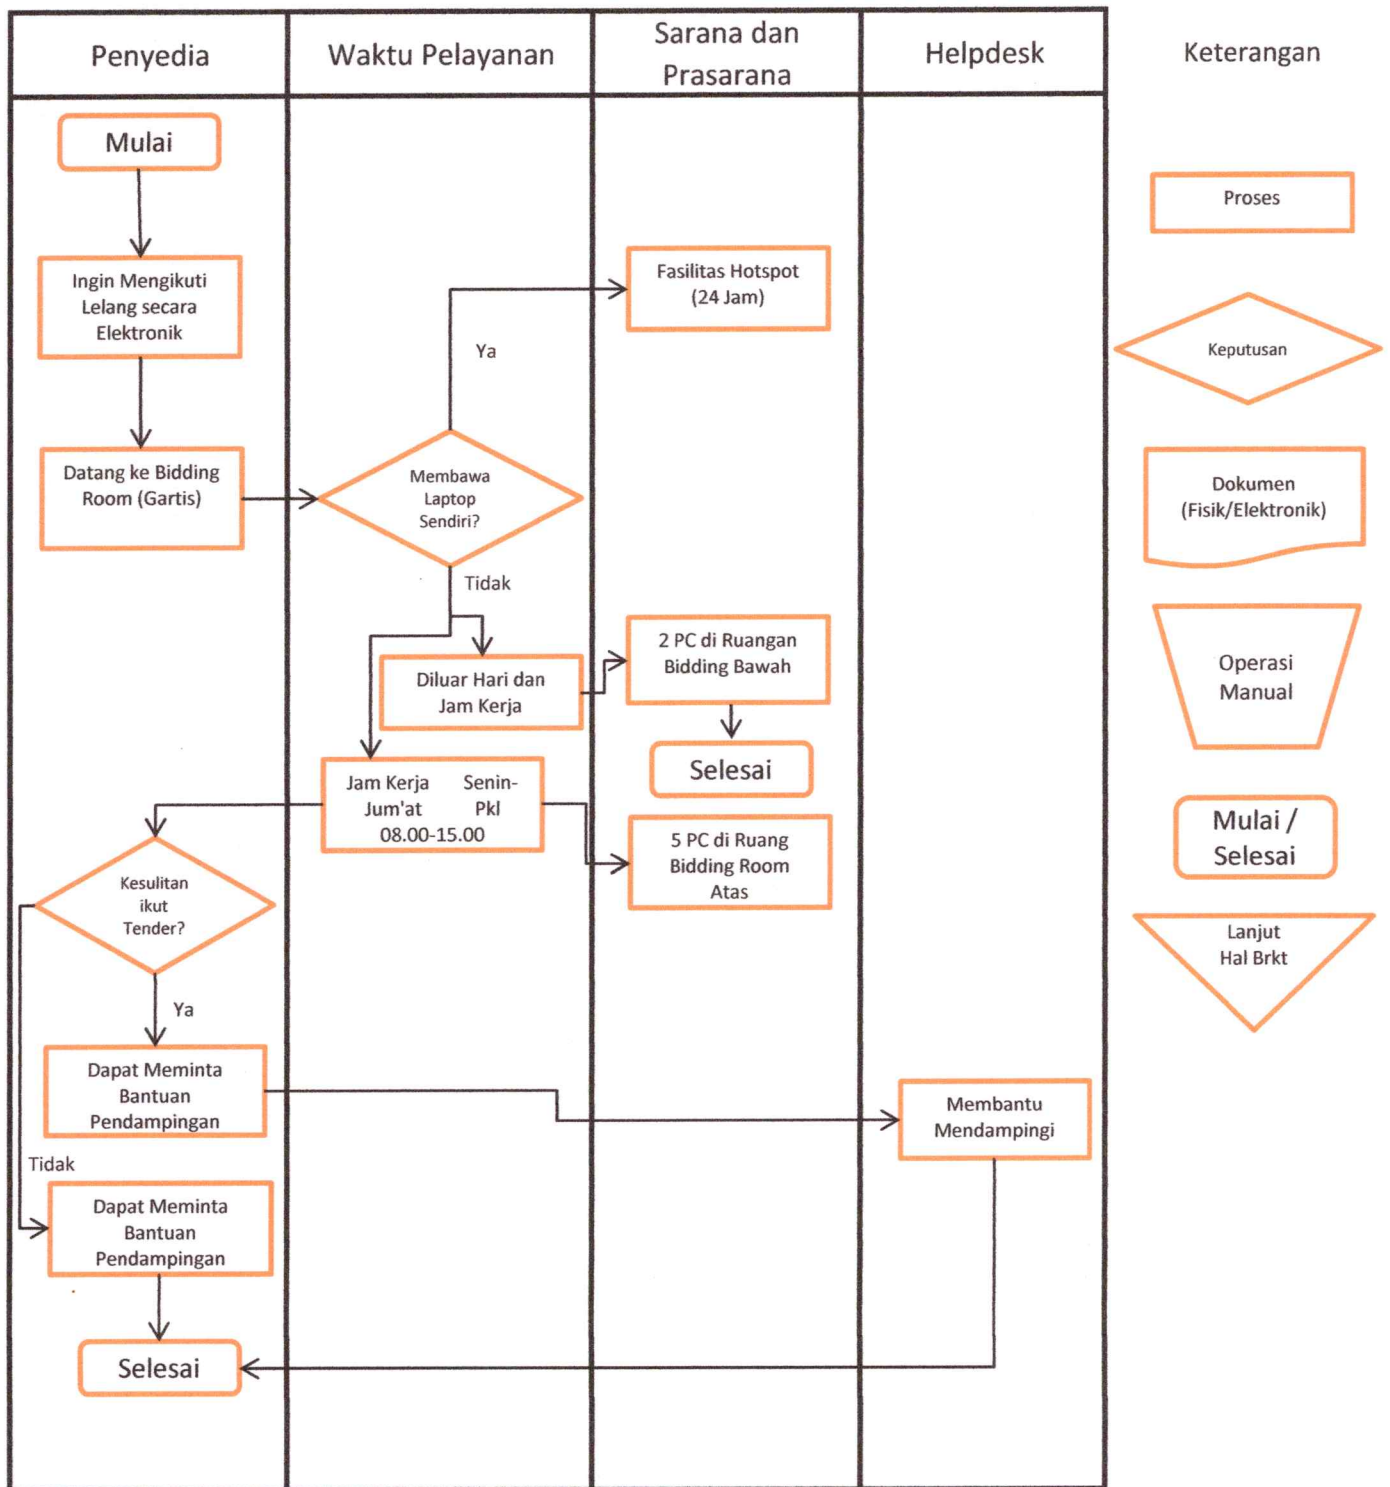 Penyedia
Waktu Pelayanan
Sarana dan
Prasarana
Helpdesk
Keterangan
Mulai
Ingin Mengikuti
Lelang secara
Elektronik
Datang ke Bidding
Room (Gartis)
Membawa
Laptop
Sendiri?
Ya
Fasilitas Hotspot
(24 Jam)
Tidak
Diluar Hari dan
Jam Kerja
2 PC di Ruangan
Bidding Bawah
Selesai
Jam Kerja Senin-
Jum'at Pkl
08.00-15.00
5 PC di Ruang
Bidding Room
Atas
Kesulitan
ikut
Tender?
Ya
Dapat Meminta
Bantuan
Pendampingan
Membantu
Mendampingi
Tidak
Dapat Meminta
Bantuan
Pendampingan
Selesai
Proses
Keputusan
Dokumen
(Fisik/Elektronik)
Operasi
Manual
Mulai /
Selesai
Lanjut
Hal Brkt